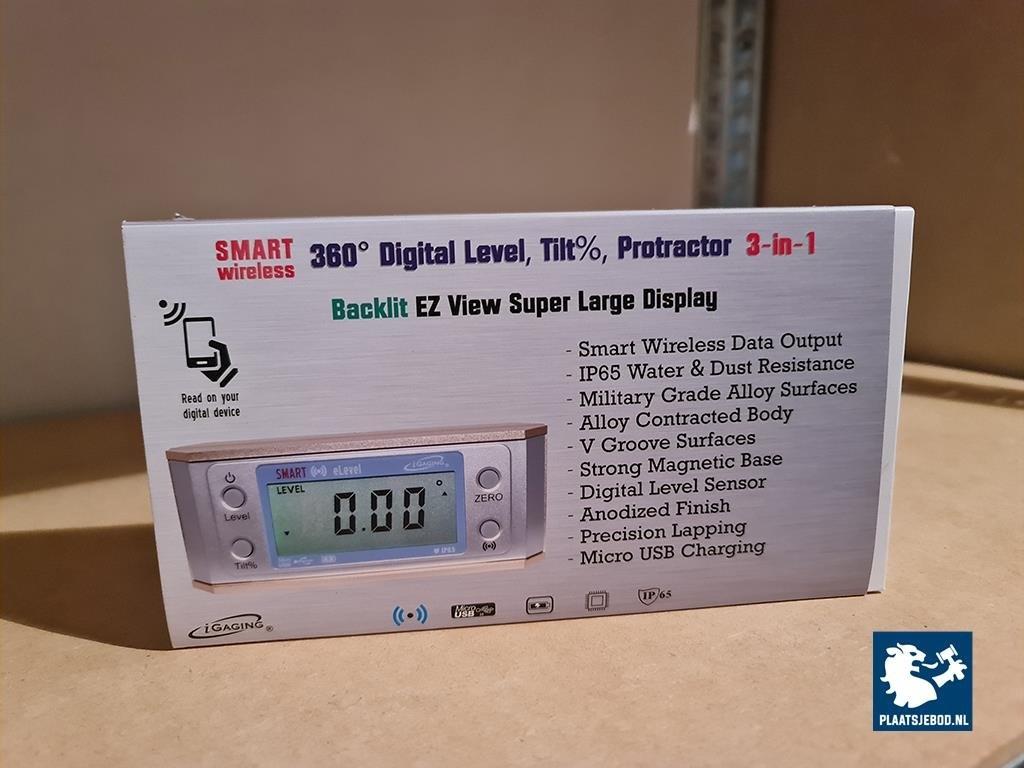 SMART wireless 360° Digital Level, Tilt%, Protractor 3-in-1
Backlit EZ View Super Large Display
Read on your
digital device
- Smart Wireless Data Output
- IP65 Water & Dust Resistance
- Military Grade Alloy Surfaces
- Alloy Contracted Body
- V Groove Surfaces
- Strong Magnetic Base
- Digital Level Sensor
- Anodized Finish
- Precision Lapping
- Micro USB Charging
SMART eLevel iGAGING®
LEVEL
0.00°
Level
Tilt%
ZERO
IP65
iGAGING®
Micro USB
IP 65
PLAATSJEBOD.NL